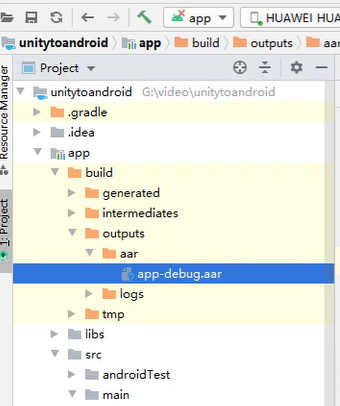 app
HUAWEI HUA
unitytoandroid
app
build
outputs
aar
Resource Manager
1: Project
Project
unitytoandroid G:\video\unitytoandroid
.gradle
.idea
app
build
generated
intermediates
outputs
aar
app-debug.aar
logs
tmp
libs
src
androidTest
main